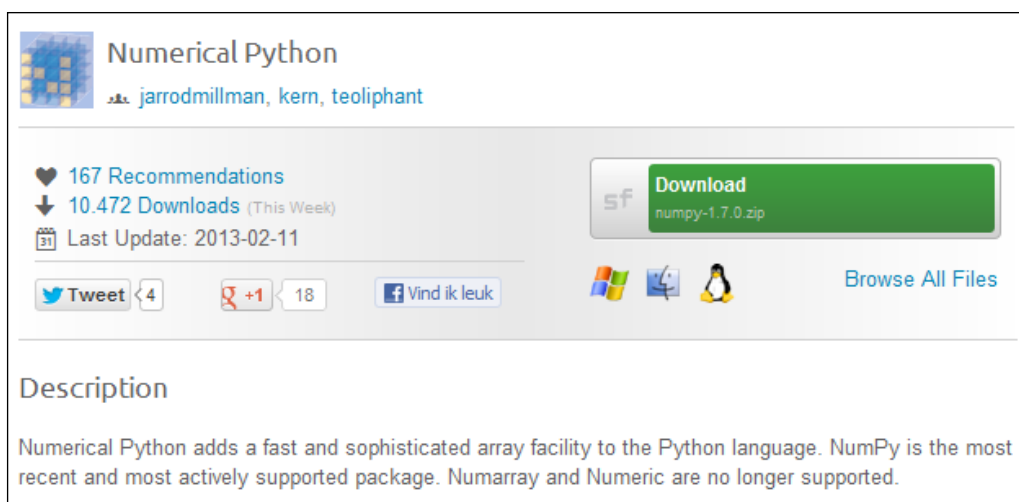 Numerical Python
jarrodmillman, kern, teoliphant
167 Recommendations
10.472 Downloads (This Week)
31 Last Update: 2013-02-11
Tweet 4
g +1 18
f Vind ik leuk
sf
Download
numpy-1.7.0.zip
Browse All Files
Description
Numerical Python adds a fast and sophisticated array facility to the Python language. NumPy is the most
recent and most actively supported package. Numarray and Numeric are no longer supported.